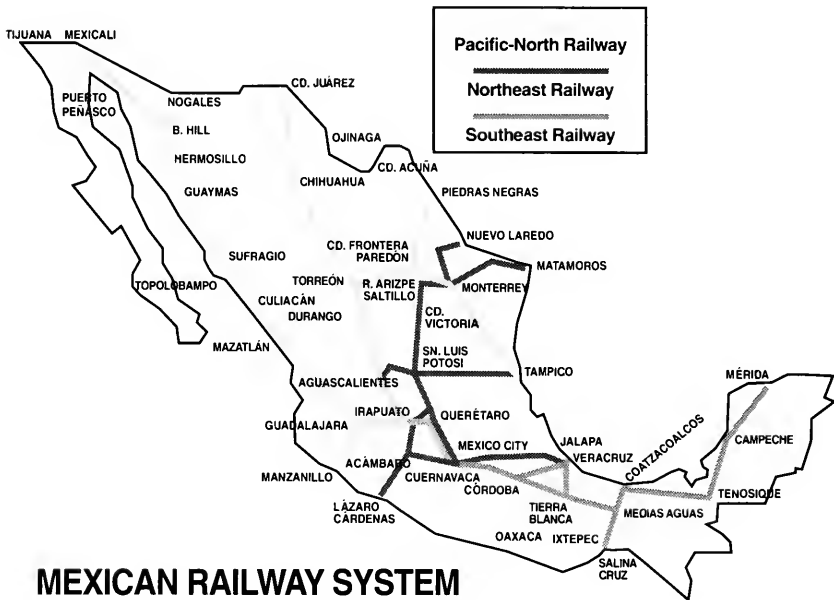 Pacific-North Railway
Northeast Railway
Southeast Railway
TIJUANA MEXICALI
CD. JUÁREZ
PUERTO
PEÑASCO
NOGALES
B. HILL
OJINAGA
HERMOSILLO
CD. ACUÑA
CHIHUAHUA
GUAYMAS
PIEDRAS NEGRAS
NUEVO LAREDO
CD. FRONTERA
PAREDÒN
SUFRAGIO
MATAMOROS
TOPOLOBAMPO
TORREÓN
R. ARIZPE
SALTILLO
MONTERREY
CULIACÁN
DURANGO
CD.
VICTORIA
MAZATLÁN
SN. LUIS
POTOSI
TAMPICO
MÉRIDA
AGUASCALIENTES
IRAPUATO
QUERÉTARO
GUADALAJARA
MEXICO CITY
JALAPA
VERACRUZ
COATZACOALCOS
CAMPECHE
ACÁMBARO
CUERNAVACA
MANZANILLO
CÓRDOBA
TENOSIQUE
LÁZARO
CÁRDENAS
TIERRA
BLANCA
MEDIAS AGUAS
OAXACA
IXTEPEC
SALINA
CRUZ
MEXICAN RAILWAY SYSTEM